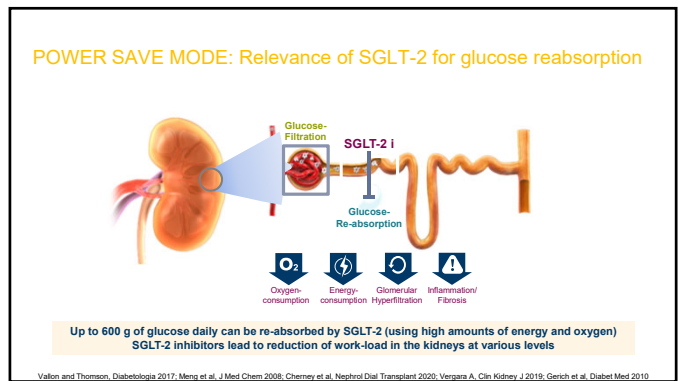 POWER SAVE MODE: Relevance of SGLT-2 for glucose reabsorption
Glucose-
Filtration
SGLT-2 i
Glucose-
Re-absorption
O₂
Oxygen-
consumption
Energy-
consumption
Glomerular
Hyperfiltration
Inflammation/
Fibrosis
Up to 600 g of glucose daily can be re-absorbed by SGLT-2 (using high amounts of energy and oxygen)
SGLT-2 inhibitors lead to reduction of work-load in the kidneys at various levels
Vallon and Thomson, Diabetologia 2017; Meng et al, J Med Chem 2008; Cherney et al, Nephrol Dial Transplant 2020; Vergara A, Clin Kidney J 2019; Gerich et al, Diabet Med 2010